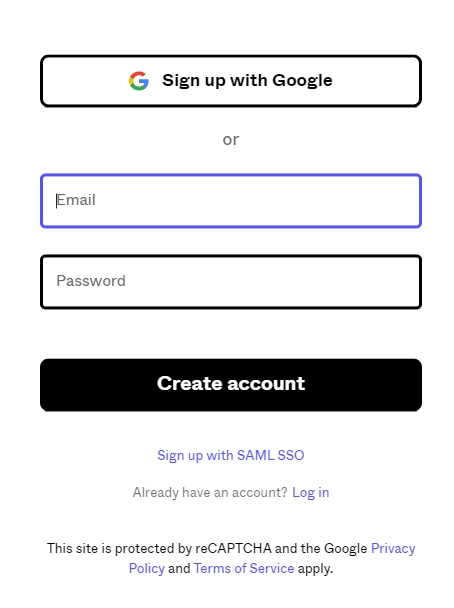 Sign up with Google
or
Email
Password
Create account
Sign up with SAML SSO
Already have an account? Log in
This site is protected by reCAPTCHA and the Google Privacy
Policy and Terms of Service apply.